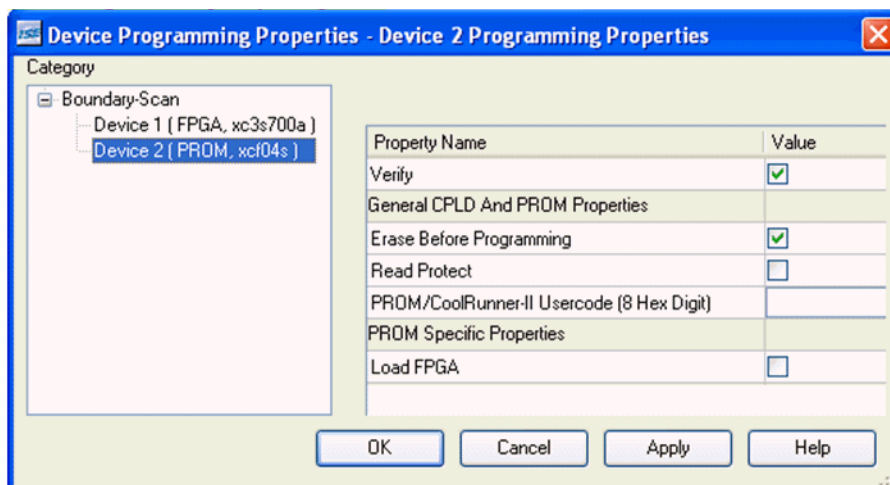 ISE Device Programming Properties - Device 2 Programming Properties
Category
Boundary-Scan
Device 1 ( FPGA, xc3s700a )
Device 2 ( PROM, xcf04s )
Property Name Value
Verify
General CPLD And PROM Properties
Erase Before Programming
Read Protect
PROM/CoolRunner-II Usercode (8 Hex Digit)
PROM Specific Properties
Load FPGA
OK Cancel Apply Help